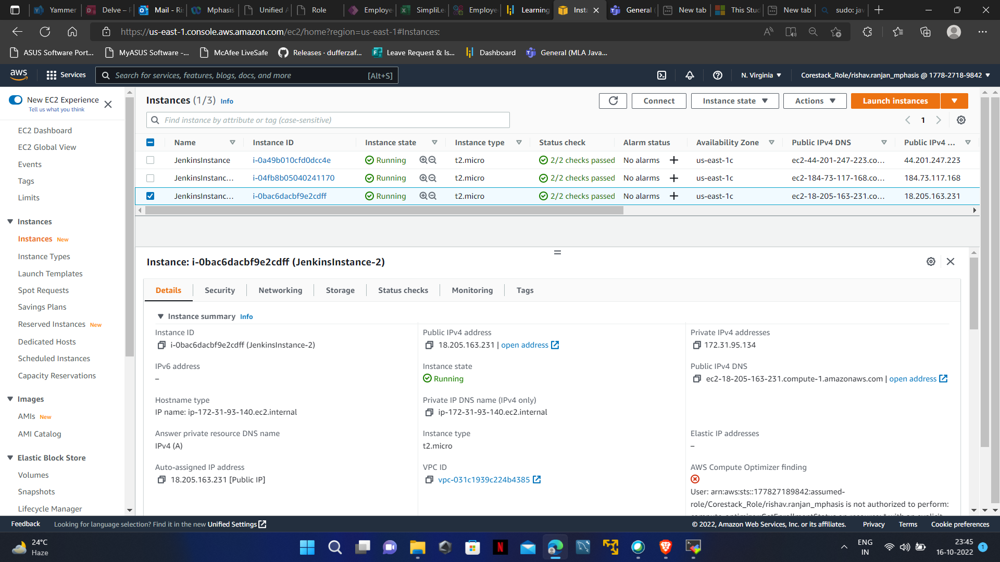 Yammer
Delve –
Mail - Ris
Mphasis
Unified A
Role
Employe
SimpliLea
Employe
Learning
Insta
General (
New tab
This Stud
New tab
sudo: jav
https://us-east-1.console.aws.amazon.com/ec2/home?region=us-east-1#Instances:
ASUS Software Port...
MyASUS Software -...
McAfee LiveSafe
Releases · dufferzaf...
Leave Request & Is...
Dashboard
General (MLA Java...
aws
Services
Search for services, features, blogs, docs, and more
[Alt+S]
N. Virginia
Corestack_Role/rishav.ranjan_mphasis @ 1778-2718-9842
New EC2 Experience
Tell us what you think
EC2 Dashboard
EC2 Global View
Events
Tags
Limits
Instances
Instances New
Instance Types
Launch Templates
Spot Requests
Savings Plans
Reserved Instances New
Dedicated Hosts
Scheduled Instances
Capacity Reservations
Images
AMIs New
AMI Catalog
Elastic Block Store
Volumes
Snapshots
Lifecycle Manager
Instances (1/3) Info
Connect
Instance state
Actions
Launch instances
Find instance by attribute or tag (case-sensitive)
1
Name Instance ID Instance state Instance type Status check Alarm status Availability Zone Public IPv4 DNS Public IPv4 ...
JenkinsInstance i-0a49b010cfd0dcc4e Running t2.micro 2/2 checks passed No alarms + us-east-1c ec2-44-201-247-223.co... 44.201.247.223
JenkinsInstanc... i-04fb8b05040241170 Running t2.micro 2/2 checks passed No alarms + us-east-1c ec2-184-73-117-168.co... 184.73.117.168
JenkinsInstanc... i-0bac6dacbf9e2cdff Running t2.micro 2/2 checks passed No alarms + us-east-1c ec2-18-205-163-231.co... 18.205.163.231
Instance: i-0bac6dacbf9e2cdff (JenkinsInstance-2)
Details Security Networking Storage Status checks Monitoring Tags
Instance summary Info
Instance ID
i-0bac6dacbf9e2cdff (JenkinsInstance-2)
Public IPv4 address
18.205.163.231 | open address
Private IPv4 addresses
172.31.95.134
IPv6 address
–
Instance state
Running
Public IPv4 DNS
ec2-18-205-163-231.compute-1.amazonaws.com | open address
Hostname type
IP name: ip-172-31-93-140.ec2.internal
Private IP DNS name (IPv4 only)
ip-172-31-93-140.ec2.internal
Answer private resource DNS name
IPv4 (A)
Instance type
t2.micro
Elastic IP addresses
–
Auto-assigned IP address
18.205.163.231 [Public IP]
VPC ID
vpc-031c1939c224b4385
AWS Compute Optimizer finding
User: arn:aws:sts::177827189842:assumed-
role/Corestack_Role/rishav.ranjan_mphasis is not authorized to perform:
Feedback
Looking for language selection? Find it in the new Unified Settings
© 2022, Amazon Web Services, Inc. or its affiliates.
Privacy
Terms
Cookie preferences
24°C
Haze
ENG
IN
23:45
16-10-2022
1